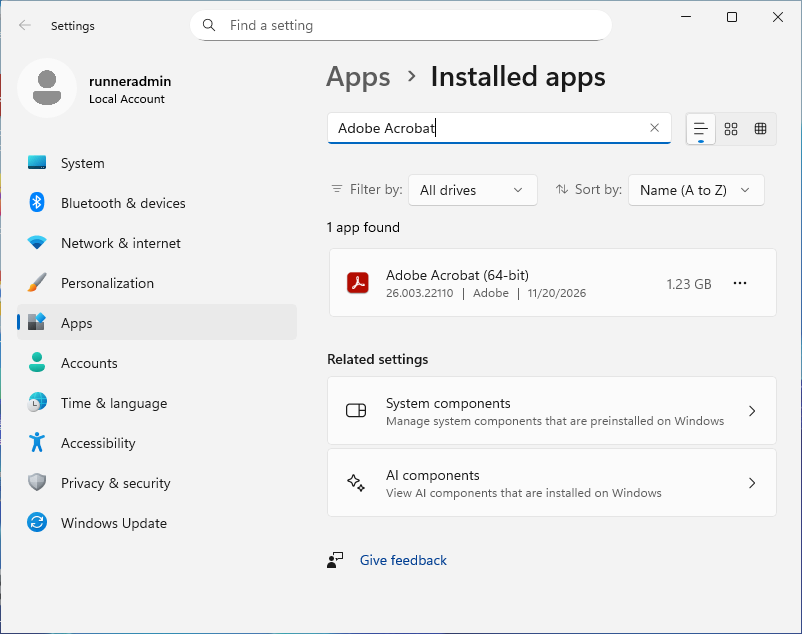 Settings
Find a setting
runneradmin
Local Account
System
Bluetooth & devices
Network & internet
Personalization
Apps
Accounts
Time & language
Accessibility
Privacy & security
Windows Update
Apps > Installed apps
Adobe Acrobat
Filter by: All drives Sort by: Name (A to Z)
1 app found
Adobe Acrobat (64-bit)
26.003.22110 | Adobe | 11/20/2026
1.23 GB
Related settings
System components
Manage system components that are preinstalled on Windows
AI components
View AI components that are installed on Windows
Give feedback